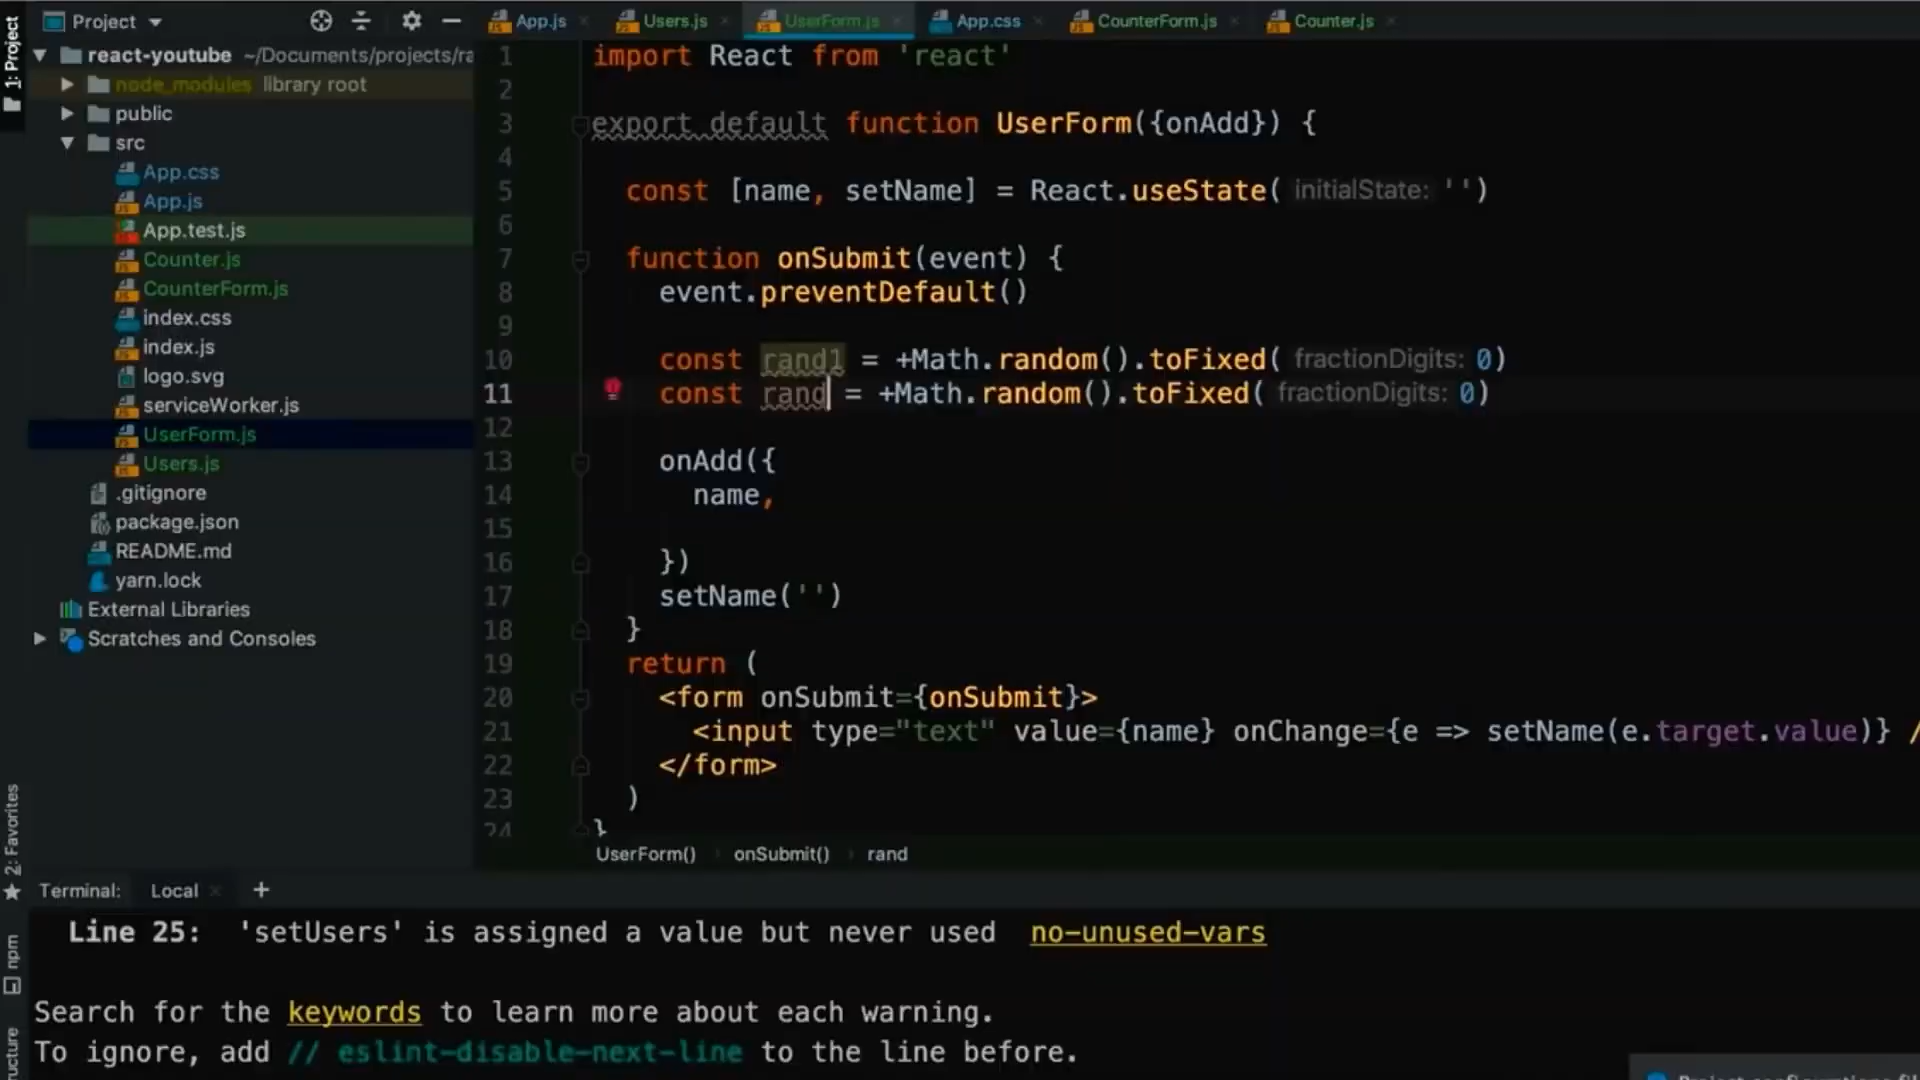 1: Project
Project
react-youtube ~/Documents/projects/ra
node_modules library root
public
src
App.css
App.js
App.test.js
Counter.js
CounterForm.js
index.css
index.js
logo.svg
serviceWorker.js
UserForm.js
Users.js
.gitignore
package.json
README.md
yarn.lock
External Libraries
Scratches and Consoles
2: Favorites
npm
App.js Users.js UserForm.js App.css CounterForm.js Counter.js
1 import React from 'react'
2
3 export default function UserForm({onAdd}) {
4
5 const [name, setName] = React.useState( initialState: '')
6
7 function onSubmit(event) {
8 event.preventDefault()
9
10 const rand1 = +Math.random().toFixed( fractionDigits: 0)
11 const rand = +Math.random().toFixed( fractionDigits: 0)
12
13 onAdd({
14 name,
15
16 })
17 setName('')
18 }
19 return (
20 <form onSubmit={onSubmit}>
21 <input type="text" value={name} onChange={e => setName(e.target.value)} /
22 </form>
23 )
24 }
UserForm() onSubmit() rand
Terminal: Local +
Line 25: 'setUsers' is assigned a value but never used no-unused-vars
Search for the keywords to learn more about each warning.
To ignore, add // eslint-disable-next-line to the line before.